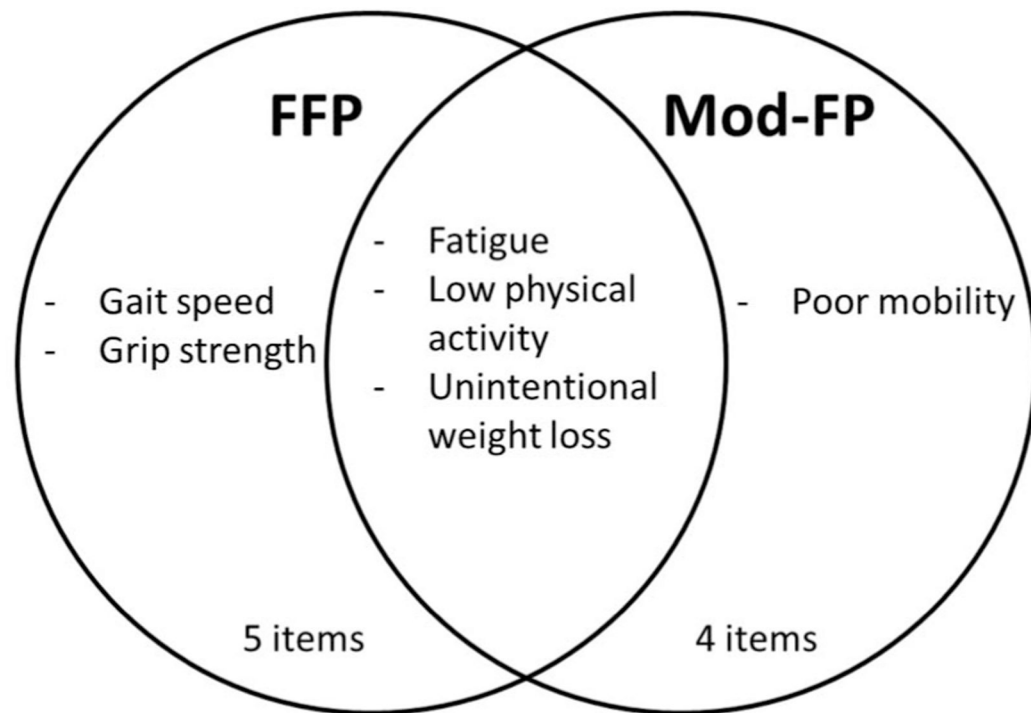 FFP
Mod-FP
- Gait speed
- Grip strength
- Fatigue
- Low physical
activity
- Unintentional
weight loss
- Poor mobility
5 items
4 items